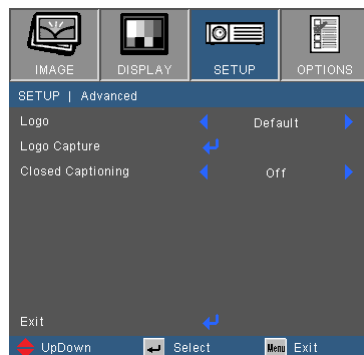 IMAGE DISPLAY SETUP OPTIONS
SETUP | Advanced
Logo Default
Logo Capture
Closed Captioning Off
Exit
UpDown Select Menu Exit